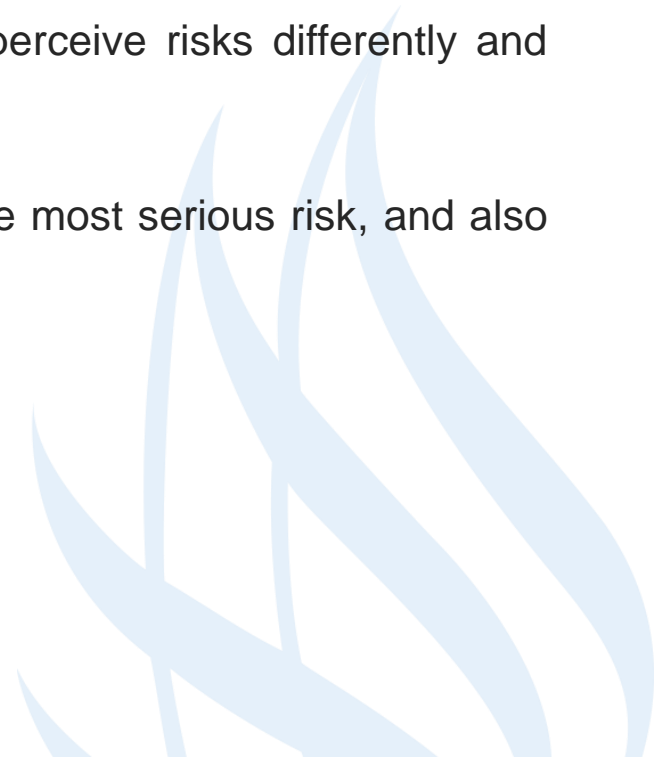 perceive risks differently and
most serious risk, and also